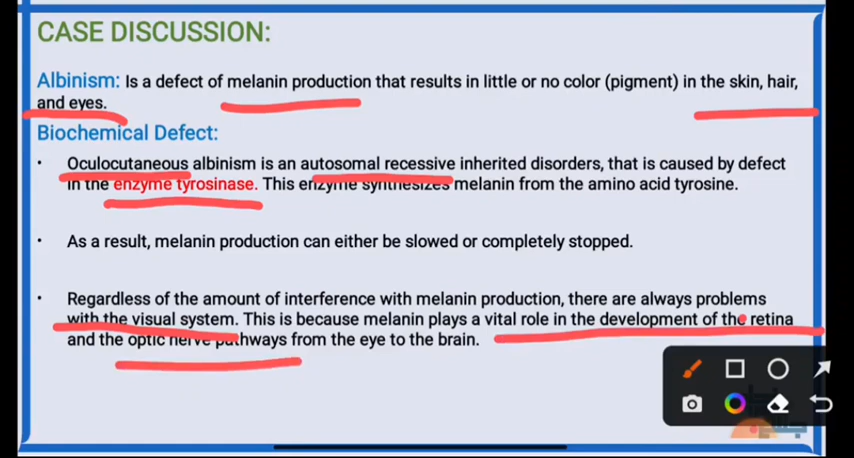 CASE DISCUSSION:
Albinism: Is a defect of melanin production that results in little or no color (pigment) in the skin, hair,
and eyes.
Biochemical Defect:
• Oculocutaneous albinism is an autosomal recessive inherited disorders, that is caused by defect
in the enzyme tyrosinase. This enzyme synthesizes melanin from the amino acid tyrosine.
• As a result, melanin production can either be slowed or completely stopped.
• Regardless of the amount of interference with melanin production, there are always problems
with the visual system. This is because melanin plays a vital role in the development of the retina
and the optic nerve pathways from the eye to the brain.